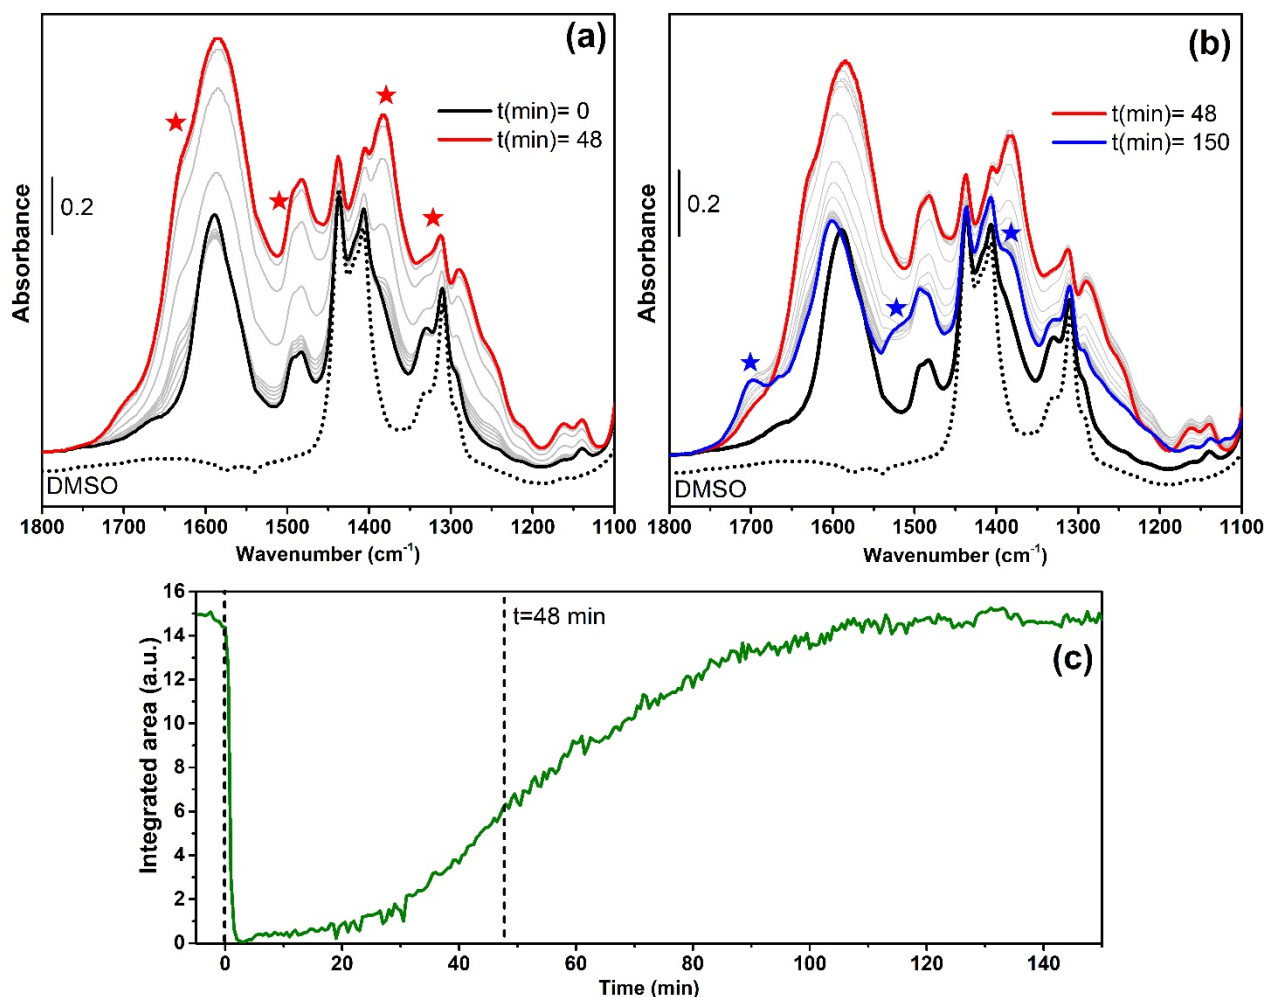 (a)
t(min)= 0
t(min)= 48
0.2
Absorbance
DMSO
1800 1700 1600 1500 1400 1300 1200 1100
Wavenumber (cm⁻¹)
(b)
t(min)= 48
t(min)= 150
0.2
Absorbance
DMSO
1800 1700 1600 1500 1400 1300 1200 1100
Wavenumber (cm⁻¹)
16
14
12
10
8
6
4
2
0
Integrated area (a.u.)
t=48 min
(c)
0 20 40 60 80 100 120 140
Time (min)